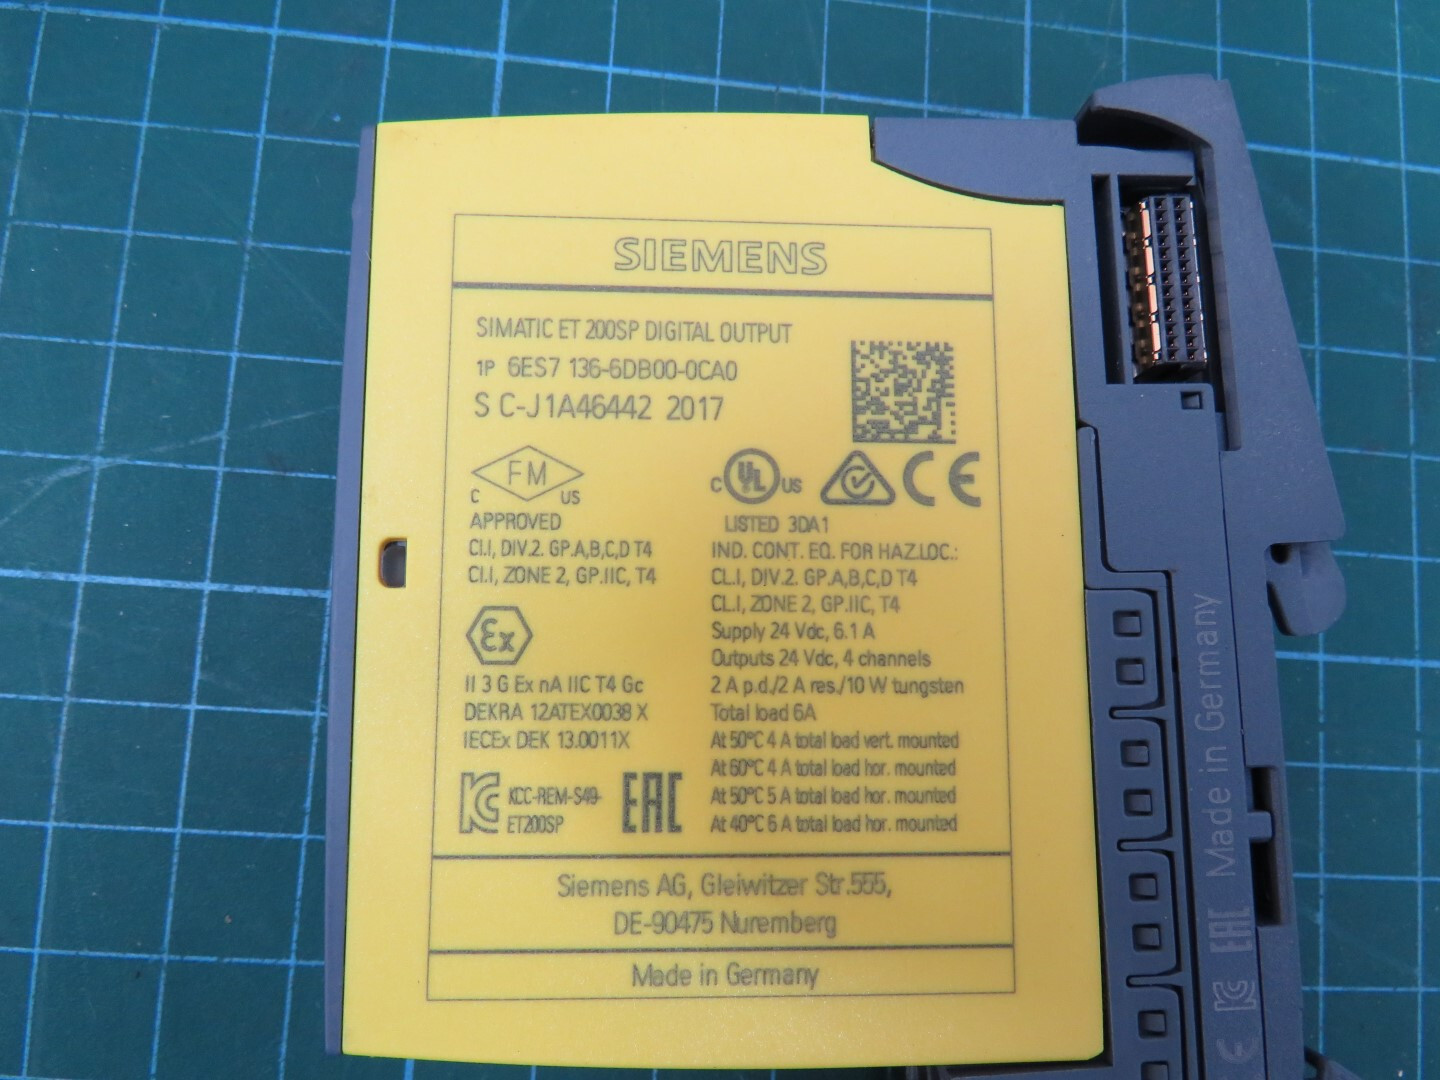 SIEMENS
SIMATIC ET 200SP DIGITAL OUTPUT
1P 6ES7 136-6DB00-0CA0
S C-J1A46442 2017
FM
C US
APPROVED
CI.I, DIV.2. GP.A,B,C,D T4
CI.I, ZONE 2, GP.IIC, T4
Ex
II 3 G Ex nA IIC T4 Gc
DEKRA 12ATEX0038 X
IECEx DEK 13.0011X
KCC-REM-S49-
ET200SP
EAC
C UL US CE
LISTED 3DA1
IND. CONT. EQ. FOR HAZ.LOC.:
CL.I, DIV.2. GP.A,B,C,D T4
CL.I, ZONE 2, GP.IIC, T4
Supply 24 Vdc, 6.1 A
Outputs 24 Vdc, 4 channels
2 A p.d./2 A res./10 W tungsten
Total load 6A
At 50°C 4 A total load vert. mounted
At 60°C 4 A total load hor. mounted
At 50°C 5 A total load hor. mounted
At 40°C 6 A total load hor. mounted
Siemens AG, Gleiwitzer Str.555,
DE-90475 Nuremberg
Made in Germany
CE KC EAC Made in Germany